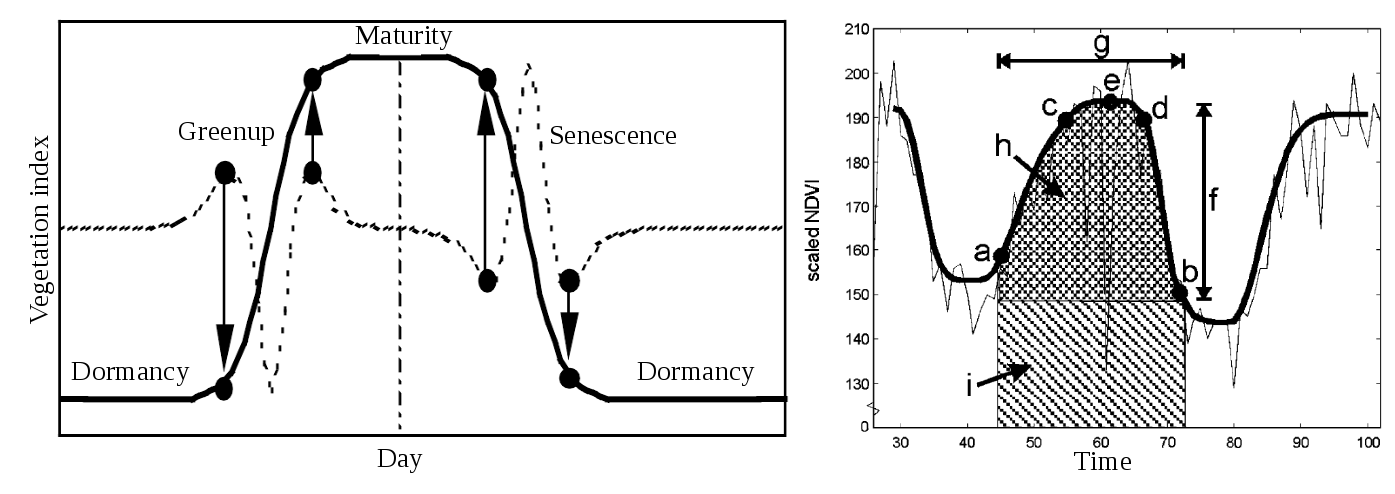 Maturity
Greenup
Senescence
Vegetation index
Dormancy
Dormancy
Day
210
200
190
180
170
160
150
140
130
0
scaled NDVI
g
e
c
d
h
f
a
b
i
30
40
50
60
70
80
90
100
Time